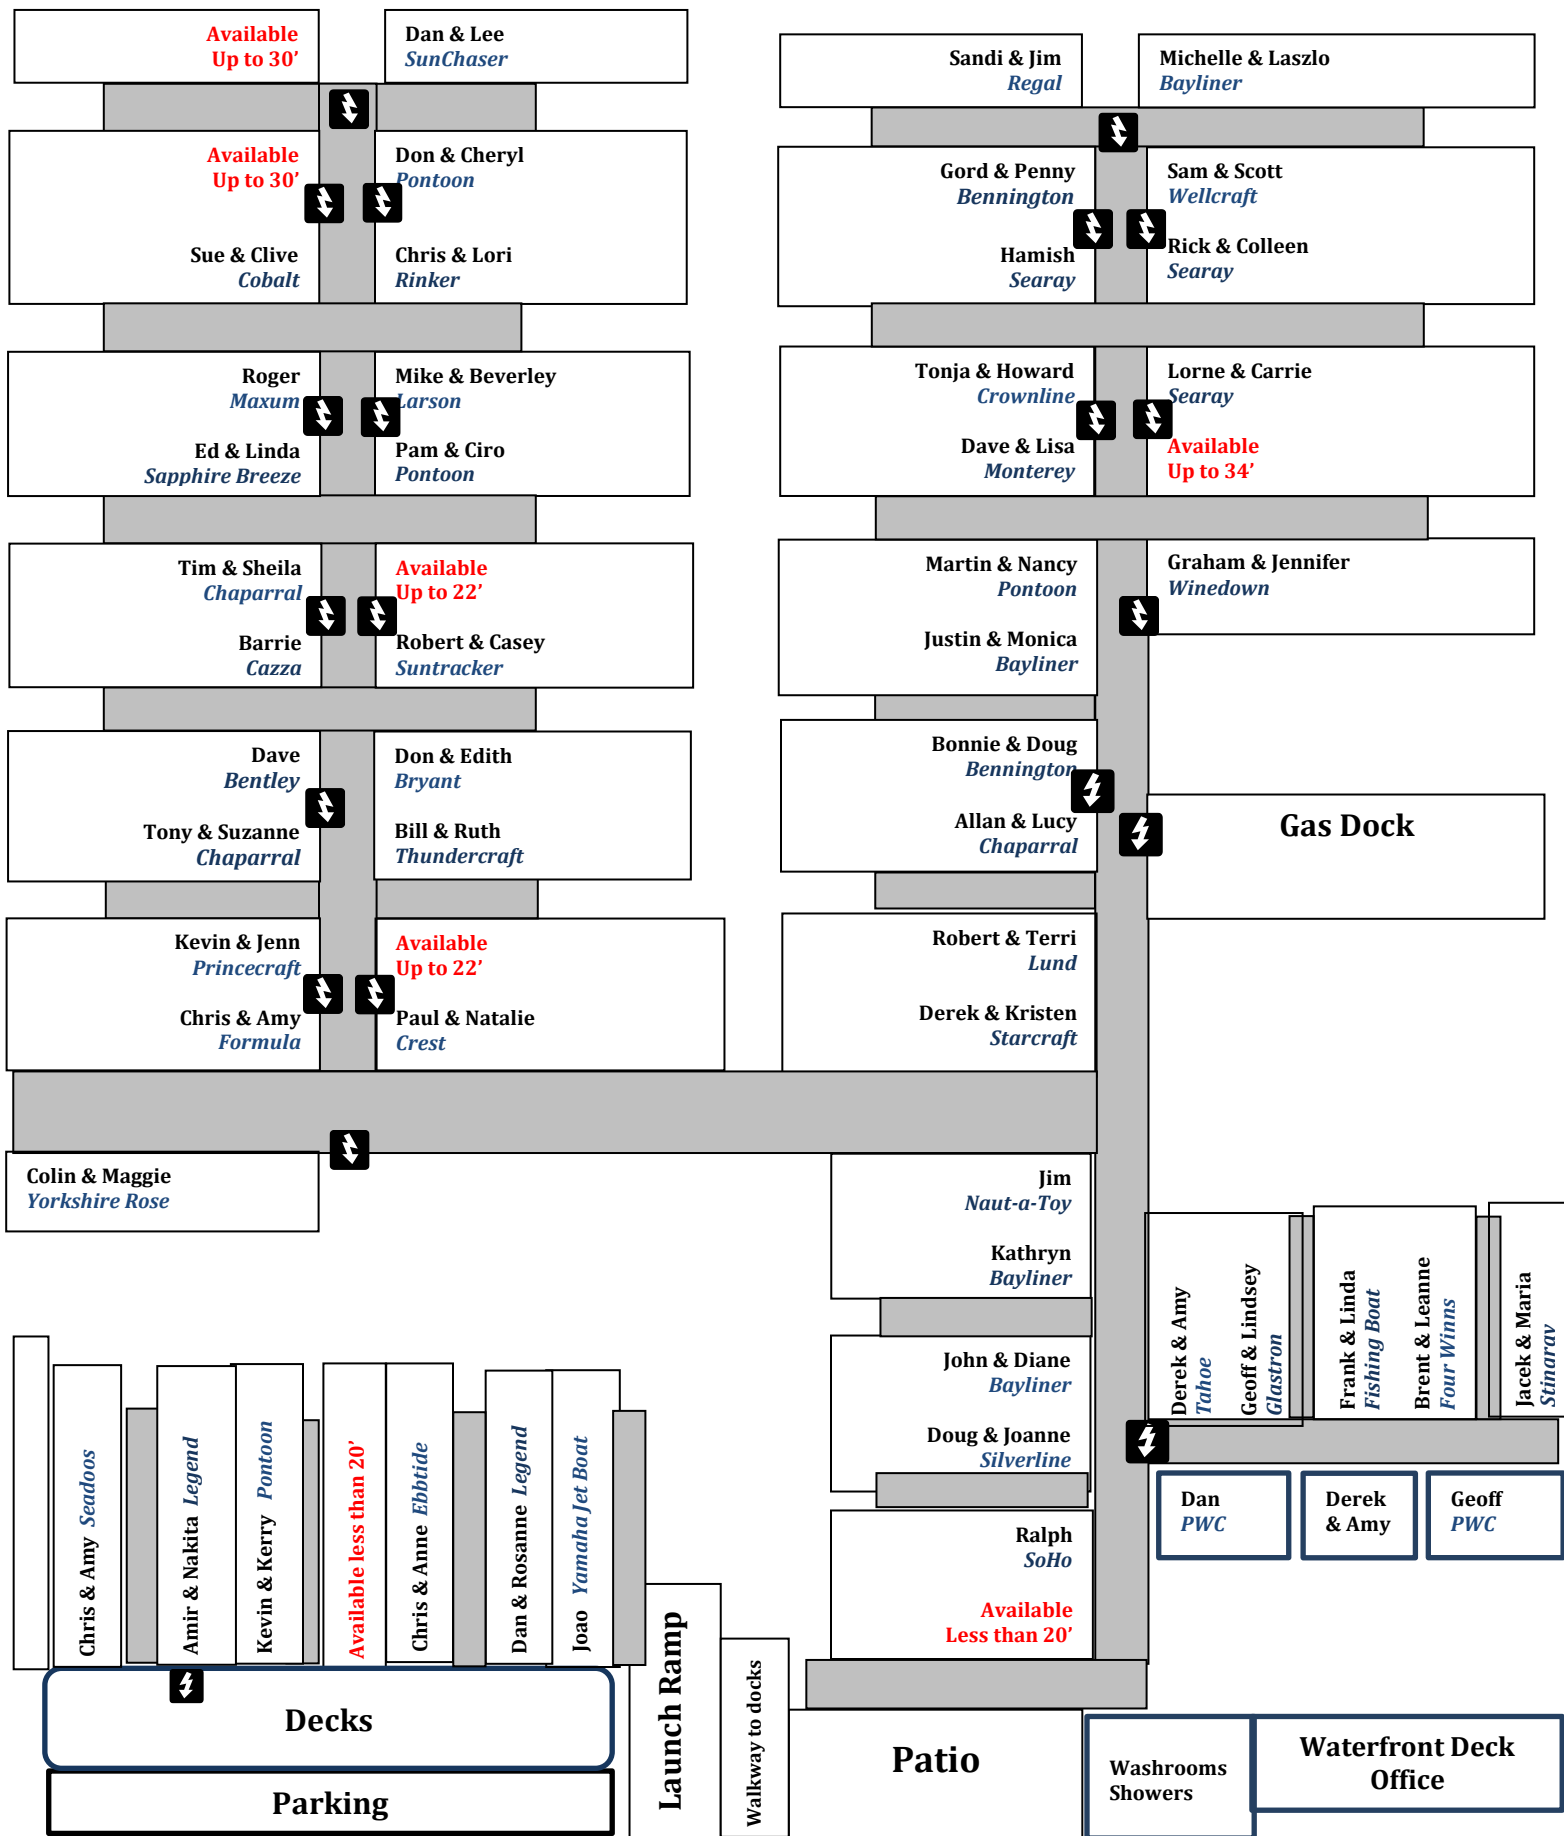 Available
Up to 30’
Dan & Lee
SunChaser
Available
Up to 30’
Don & Cheryl
Pontoon
Sue & Clive
Cobalt
Chris & Lori
Rinker
Roger
Maxum
Mike & Beverley
Larson
Ed & Linda
Sapphire Breeze
Pam & Ciro
Pontoon
Tim & Sheila
Chaparral
Available
Up to 22’
Barrie
Cazza
Robert & Casey
Suntracker
Dave
Bentley
Don & Edith
Bryant
Tony & Suzanne
Chaparral
Bill & Ruth
Thundercraft
Kevin & Jenn
Princecraft
Available
Up to 22’
Chris & Amy
Formula
Paul & Natalie
Crest
Colin & Maggie
Yorkshire Rose
Sandi & Jim
Regal
Michelle & Laszlo
Bayliner
Gord & Penny
Bennington
Sam & Scott
Wellcraft
Hamish
Searay
Rick & Colleen
Searay
Tonja & Howard
Crownline
Lorne & Carrie
Searay
Dave & Lisa
Monterey
Available
Up to 34’
Martin & Nancy
Pontoon
Graham & Jennifer
Winedown
Justin & Monica
Bayliner
Bonnie & Doug
Bennington
Allan & Lucy
Chaparral
Gas Dock
Robert & Terri
Lund
Derek & Kristen
Starcraft
Jim
Naut-a-Toy
Kathryn
Bayliner
John & Diane
Bayliner
Doug & Joanne
Silverline
Ralph
SoHo
Available
Less than 20’
Derek & Amy
Tahoe
Geoff & Lindsey
Glastron
Frank & Linda
Fishing Boat
Brent & Leanne
Four Winns
Jacek & Maria
Stinarav
Dan
PWC
Derek
& Amy
Geoff
PWC
Chris & Amy Seadoos
Amir & Nakita Legend
Kevin & Kerry Pontoon
Available less than 20’
Chris & Anne Ebbtide
Dan & Rosanne Legend
Joao Yamaha Jet Boat
Decks
Parking
Launch Ramp
Walkway to docks
Patio
Washrooms
Showers
Waterfront Deck
Office